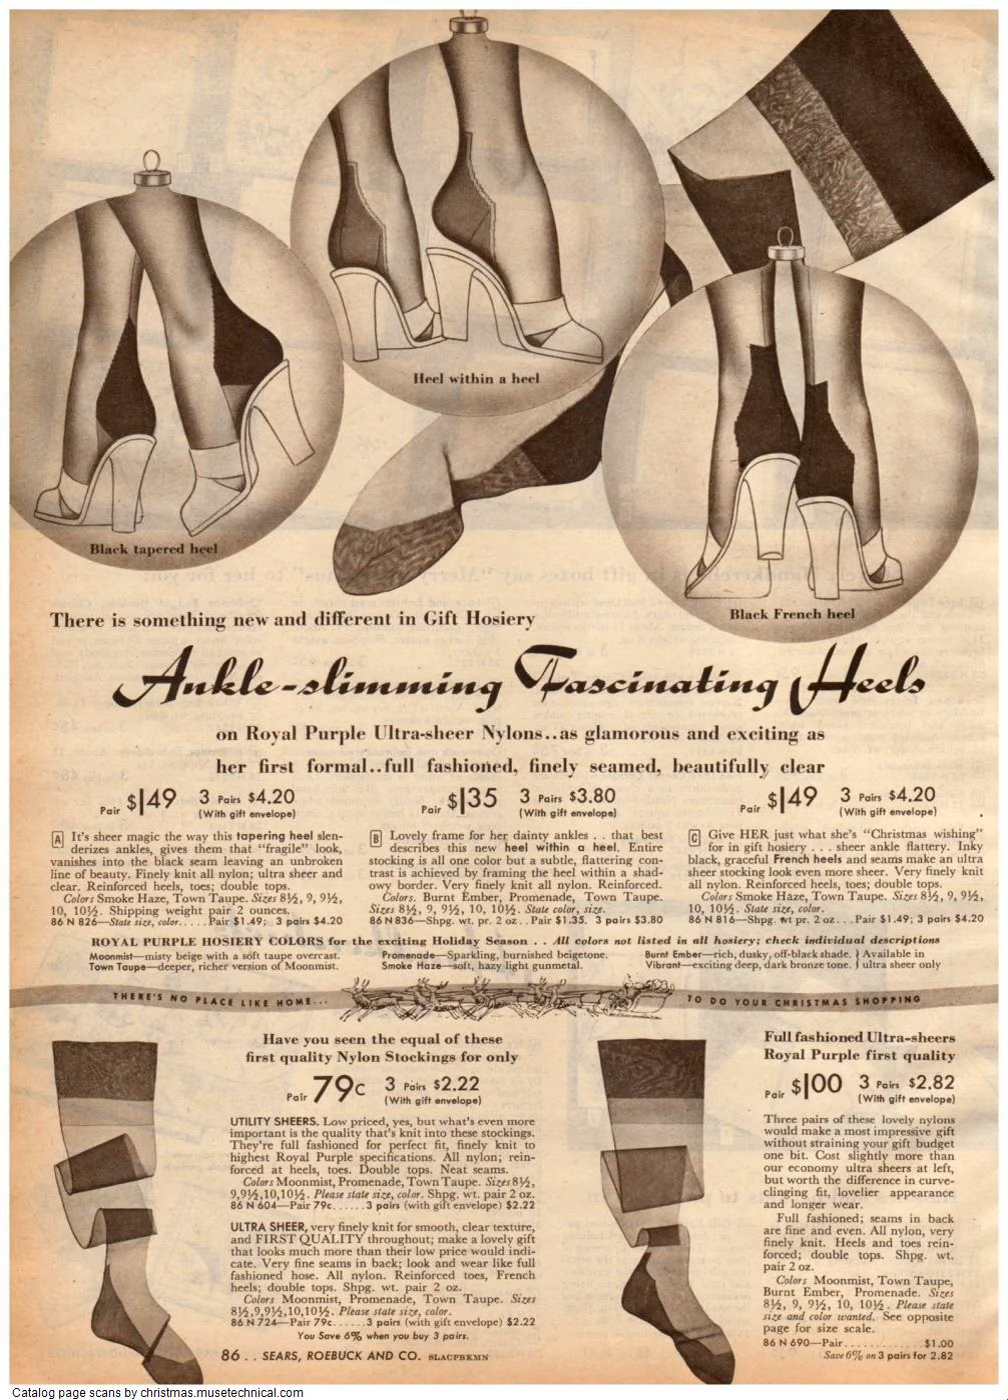 Heel within a heel
Black tapered heel
Black French heel
There is something new and different in Gift Hosiery
Ankle-slimming Fascinating Heels
on Royal Purple Ultra-sheer Nylons..as glamorous and exciting as
her first formal..full fashioned, finely seamed, beautifully clear
Pair $1 49 3 Pairs $4.20
(With gift envelope)
A It's sheer magic the way this tapering heel slen-
derizes ankles, gives them that "fragile" look,
vanishes into the black seam leaving an unbroken
line of beauty. Finely knit all nylon; ultra sheer and
clear. Reinforced heels, toes; double tops.
Colors Smoke Haze, Town Taupe. Sizes 8½, 9, 9½,
10, 10½. Shipping weight pair 2 ounces.
86 N 826—State size, color.....Pair $1.49; 3 pairs $4.20
Pair $1 35 3 Pairs $3.80
(With gift envelope)
B Lovely frame for her dainty ankles . . that best
describes this new heel within a heel. Entire
stocking is all one color but a subtle, flattering con-
trast is achieved by framing the heel within a shad-
owy border. Very finely knit all nylon. Reinforced.
Colors. Burnt Ember, Promenade, Town Taupe.
Sizes 8½, 9, 9½, 10, 10½. State color, size.
86 N 836—Shpg. wt. pr. 2 oz. . Pair $1.35. 3 pairs $3.80
Pair $1 49 3 Pairs $4.20
(With gift envelope)
C Give HER just what she's "Christmas wishing"
for in gift hosiery . . . sheer ankle flattery. Inky
black, graceful French heels and seams make an ultra
sheer stocking look even more sheer. Very finely knit
all nylon. Reinforced heels, toes; double tops.
Colors Smoke Haze, Town Taupe. Sizes 8½, 9, 9½,
10, 10½. State size, color.
86 N 816—Shpg. wt pr. 2 oz...Pair $1.49; 3 pairs $4.20
ROYAL PURPLE HOSIERY COLORS for the exciting Holiday Season . . All colors not listed in all hosiery; check individual descriptions
Moonmist—misty beige with a soft taupe overcast.
Town Taupe—deeper, richer version of Moonmist.
Promenade—Sparkling, burnished beigetone.
Smoke Haze—soft, hazy light gunmetal.
Burnt Ember—rich, dusky, off-black shade. } Available in
Vibrant—exciting deep, dark bronze tone. } ultra sheer only
THERE'S NO PLACE LIKE HOME... TO DO YOUR CHRISTMAS SHOPPING
Have you seen the equal of these
first quality Nylon Stockings for only
Pair 79c 3 Pairs $2.22
(With gift envelope)
UTILITY SHEERS. Low priced, yes, but what's even more
important is the quality that's knit into these stockings.
They're full fashioned for perfect fit, finely knit to
highest Royal Purple specifications. All nylon; rein-
forced at heels, toes. Double tops. Neat seams.
Colors Moonmist, Promenade, Town Taupe. Sizes 8½,
9,9½,10,10½. Please state size, color. Shpg. wt. pair 2 oz.
86 N 604—Pair 79c......3 pairs (with gift envelope) $2.22
ULTRA SHEER, very finely knit for smooth, clear texture,
and FIRST QUALITY throughout; make a lovely gift
that looks much more than their low price would indi-
cate. Very fine seams in back; look and wear like full
fashioned hose. All nylon. Reinforced toes, French
heels; double tops. Shpg. wt. pair 2 oz.
Colors Moonmist, Promenade, Town Taupe. Sizes
8½,9,9½,10,10½. Please state size, color.
86 N 724—Pair 79c......3 pairs (with gift envelope) $2.22
You Save 6% when you buy 3 pairs.
Full fashioned Ultra-sheers
Royal Purple first quality
Pair $1 00 3 Pairs $2.82
(With gift envelope)
Three pairs of these lovely nylons
would make a most impressive gift
without straining your gift budget
one bit. Cost slightly more than
our economy ultra sheers at left,
but worth the difference in curve-
clinging fit, lovelier appearance
and longer wear.
Full fashioned; seams in back
are fine and even. All nylon, very
finely knit. Heels and toes rein-
forced; double tops. Shpg. wt.
pair 2 oz.
Colors Moonmist, Town Taupe,
Burnt Ember, Promenade. Sizes
8½, 9, 9½, 10, 10½. Please state
size and color wanted. See opposite
page for size scale.
86 N 690—Pair.............$1.00
Save 6% on 3 pairs for 2.82
86 . . SEARS, ROEBUCK AND CO. SLACPBKMN
Catalog page scans by christmas.musetechnical.com